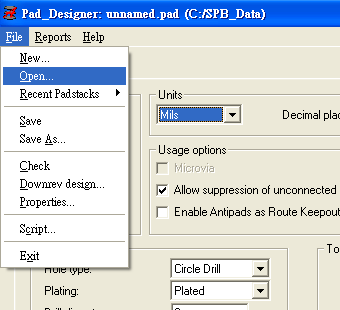 Pad_Designer: unnamed.pad (C:/SPB_Data)
File Reports Help
New...
Open...
Recent Padstacks
Save
Save As...
Check
Downrev design...
Properties...
Script...
Exit
Units
Mils Decimal plac
Usage options
Microvia
Allow suppression of unconnected
Enable Antipads as Route Keepout
Hole type: Circle Drill
Plating: Plated
To